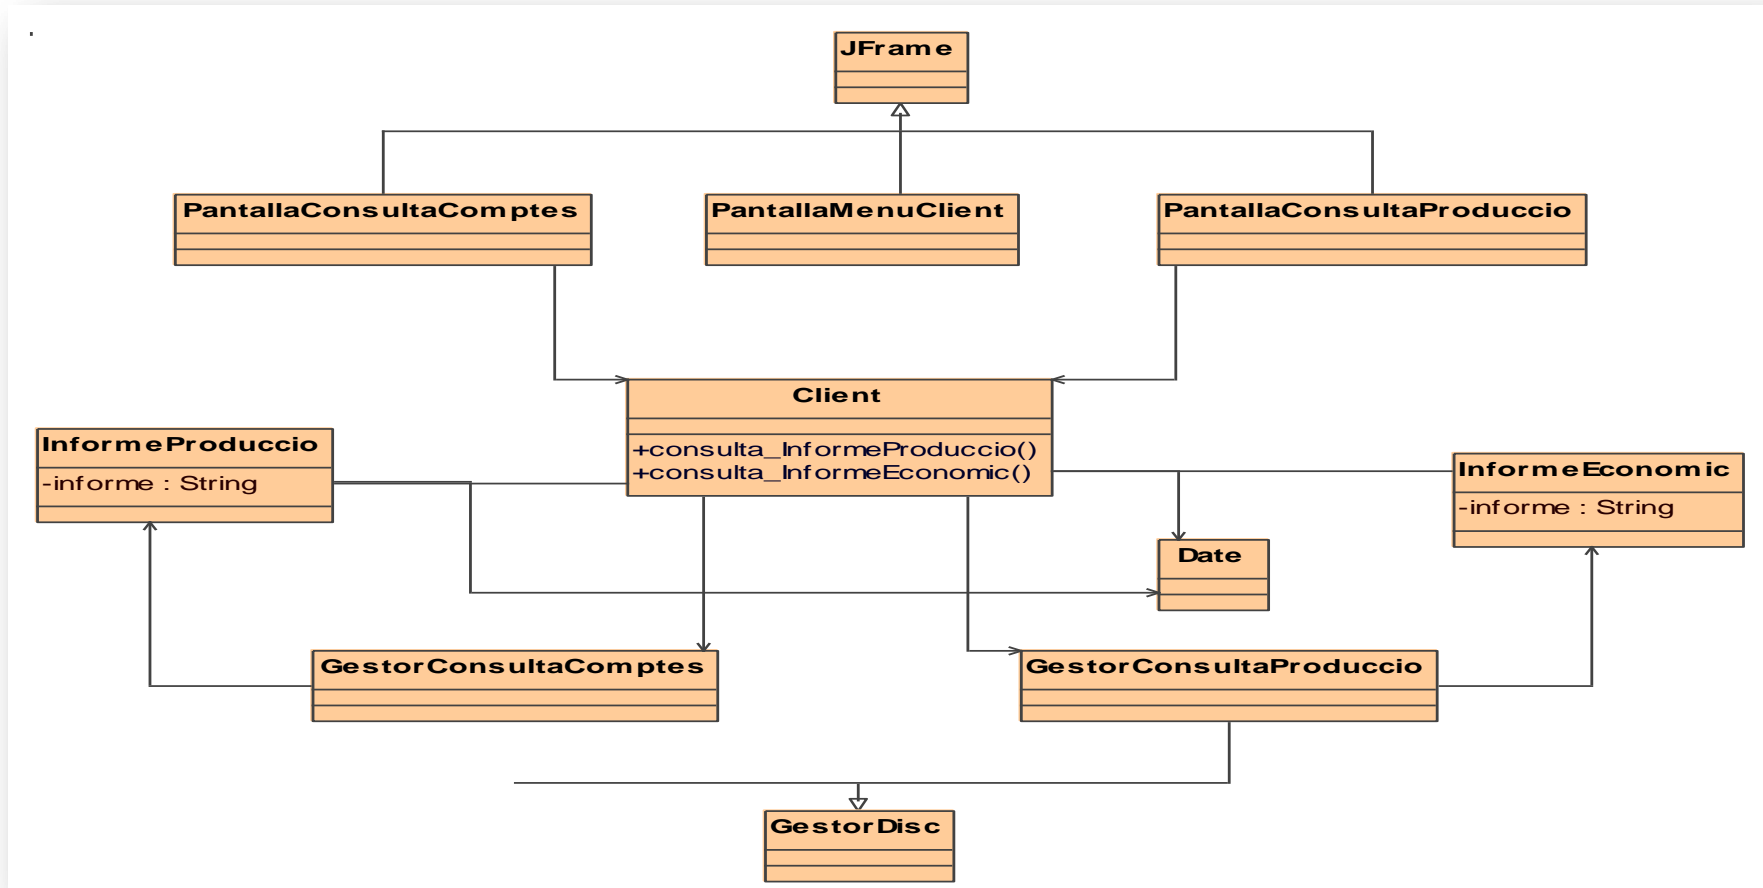 JFrame
PantallaConsultaComptes
PantallaMenuClient
PantallaConsultaProduccio
Client
+consulta_InformeProduccio()
+consulta_InformeEconomic()
InformeProduccio
-informe : String
InformeEconomic
-informe : String
Date
GestorConsultaComptes
GestorConsultaProduccio
GestorDisc